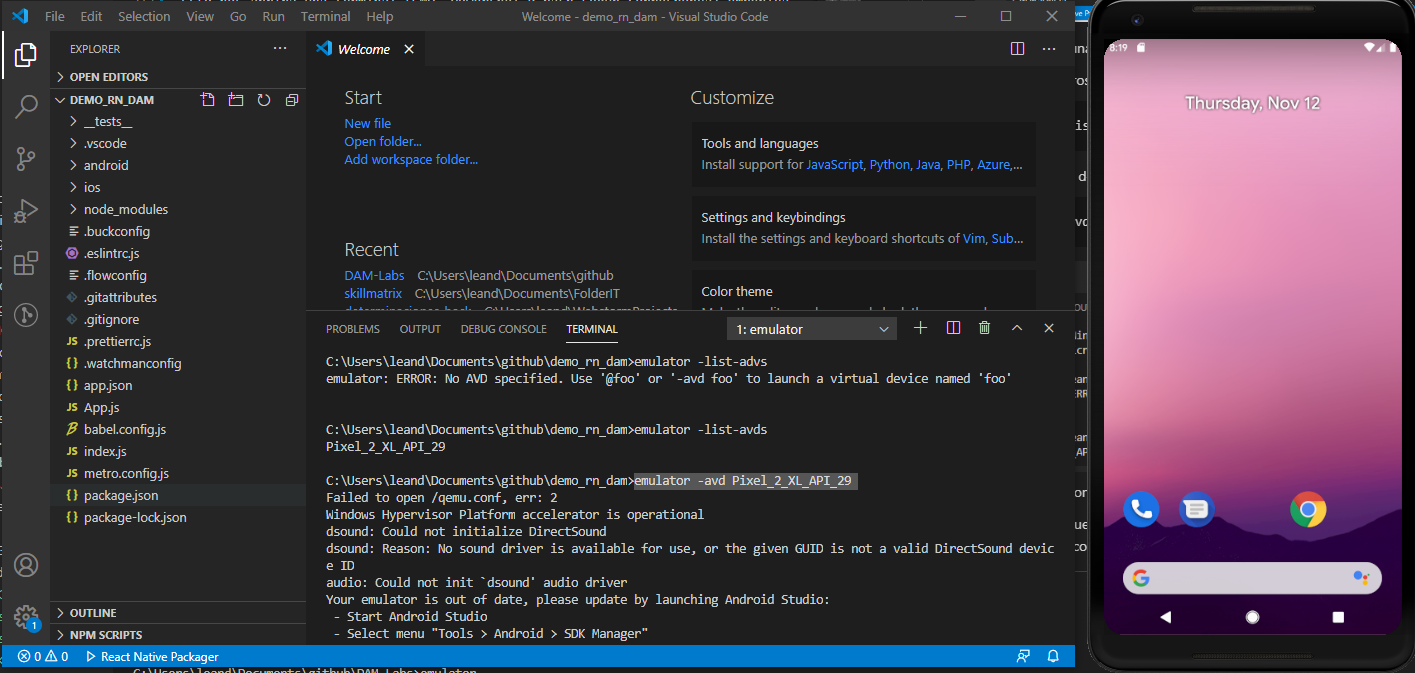 File Edit Selection View Go Run Terminal Help Welcome - demo_rn_dam - Visual Studio Code
EXPLORER
OPEN EDITORS
DEMO_RN_DAM
__tests__
.vscode
android
ios
node_modules
.buckconfig
.eslintrc.js
.flowconfig
.gitattributes
.gitignore
JS .prettierrc.js
{} .watchmanconfig
{} app.json
JS App.js
babel.config.js
JS index.js
JS metro.config.js
{} package.json
{} package-lock.json
OUTLINE
NPM SCRIPTS
1
Welcome
Start
New file
Open folder...
Add workspace folder...
Recent
DAM-Labs C:\Users\leand\Documents\github
skillmatrix C:\Users\leand\Documents\FolderIT
Customize
Tools and languages
Install support for JavaScript, Python, Java, PHP, Azure,...
Settings and keybindings
Install the settings and keyboard shortcuts of Vim, Sub...
Color theme
PROBLEMS OUTPUT DEBUG CONSOLE TERMINAL 1: emulator
C:\Users\leand\Documents\github\demo_rn_dam>emulator -list-advs
emulator: ERROR: No AVD specified. Use '@foo' or '-avd foo' to launch a virtual device named 'foo'
C:\Users\leand\Documents\github\demo_rn_dam>emulator -list-avds
Pixel_2_XL_API_29
C:\Users\leand\Documents\github\demo_rn_dam>emulator -avd Pixel_2_XL_API_29
Failed to open /qemu.conf, err: 2
Windows Hypervisor Platform accelerator is operational
dsound: Could not initialize DirectSound
dsound: Reason: No sound driver is available for use, or the given GUID is not a valid DirectSound devic
e ID
audio: Could not init `dsound' audio driver
Your emulator is out of date, please update by launching Android Studio:
- Start Android Studio
- Select menu "Tools > Android > SDK Manager"
0 0 React Native Packager
8:19
Thursday, Nov 12